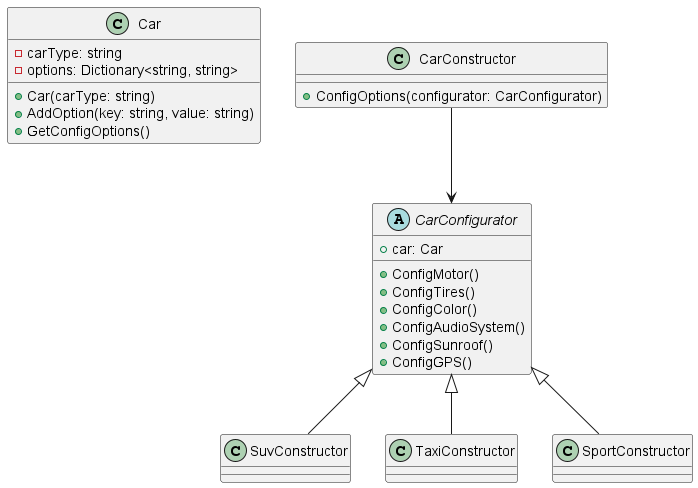 C Car
carType: string
options: Dictionary<string, string>
Car(carType: string)
AddOption(key: string, value: string)
GetConfigOptions()
C CarConstructor
ConfigOptions(configurator: CarConfigurator)
A CarConfigurator
car: Car
ConfigMotor()
ConfigTires()
ConfigColor()
ConfigAudioSystem()
ConfigSunroof()
ConfigGPS()
C SuvConstructor
C TaxiConstructor
C SportConstructor